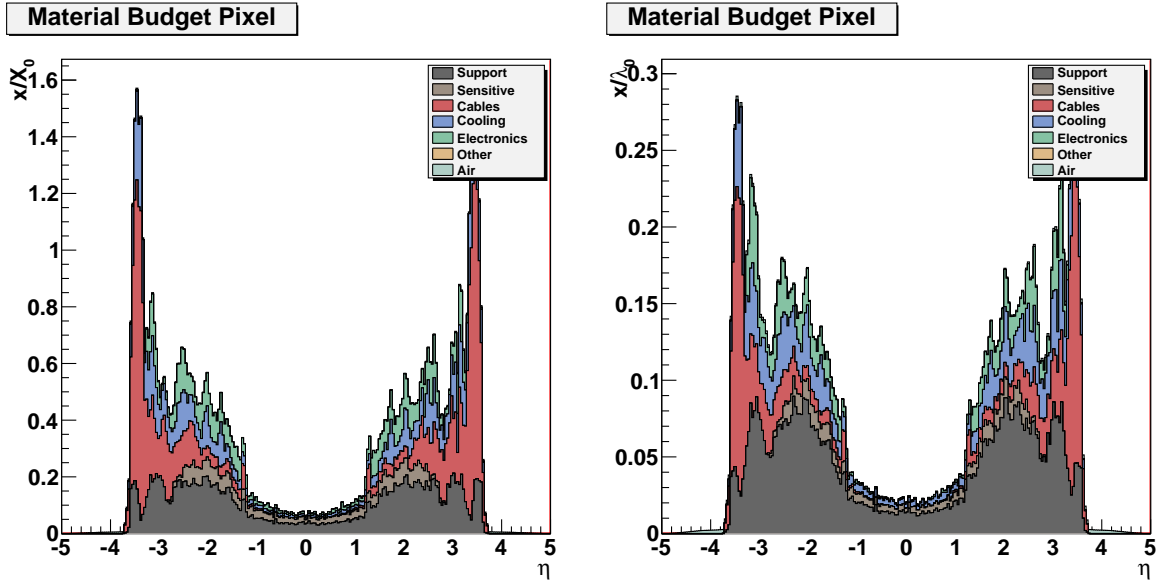 Material Budget Pixel
x/X0
1.6
1.4
1.2
1
0.8
0.6
0.4
0.2
0
Support
Sensitive
Cables
Cooling
Electronics
Other
Air
-5 -4 -3 -2 -1 0 1 2 3 4 5
η
Material Budget Pixel
x/λ0
0.3
0.25
0.2
0.15
0.1
0.05
0
Support
Sensitive
Cables
Cooling
Electronics
Other
Air
-5 -4 -3 -2 -1 0 1 2 3 4 5
η